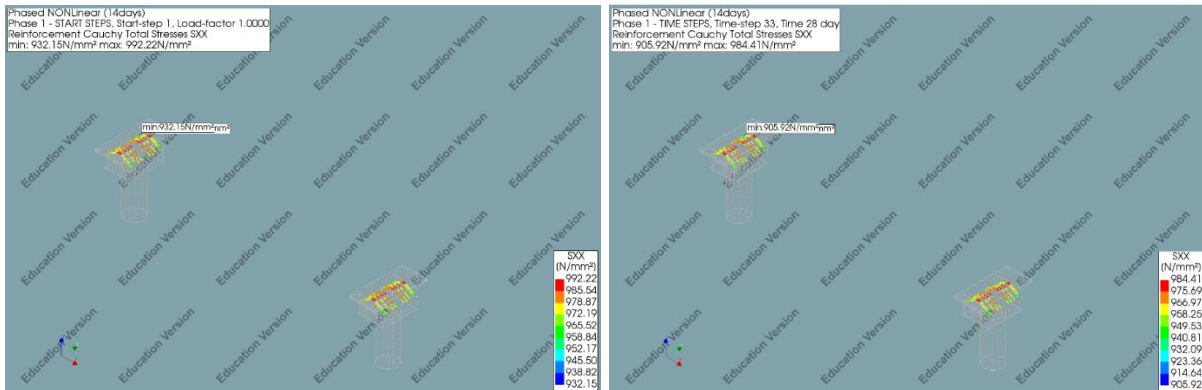 Phased NONLinear (14days)
Phase 1 - START STEPS, Start-step 1, Load-factor 1.0000
Reinforcement Cauchy Total Stresses SXX
min: 932.15N/mm² max: 992.22N/mm²
min:932.15N/mm²
nm²
SXX
(N/mm²)
992.22
985.54
978.87
972.19
965.52
958.84
952.17
945.50
938.82
932.15
Phased NONLinear (14days)
Phase 1 - TIME STEPS, Time-step 33, Time 28 day
Reinforcement Cauchy Total Stresses SXX
min: 905.92N/mm² max: 984.41N/mm²
min:905.92N/mm²
nm²
SXX
(N/mm²)
984.41
975.69
966.97
958.25
949.53
940.81
932.09
923.36
914.64
905.92
Education Version